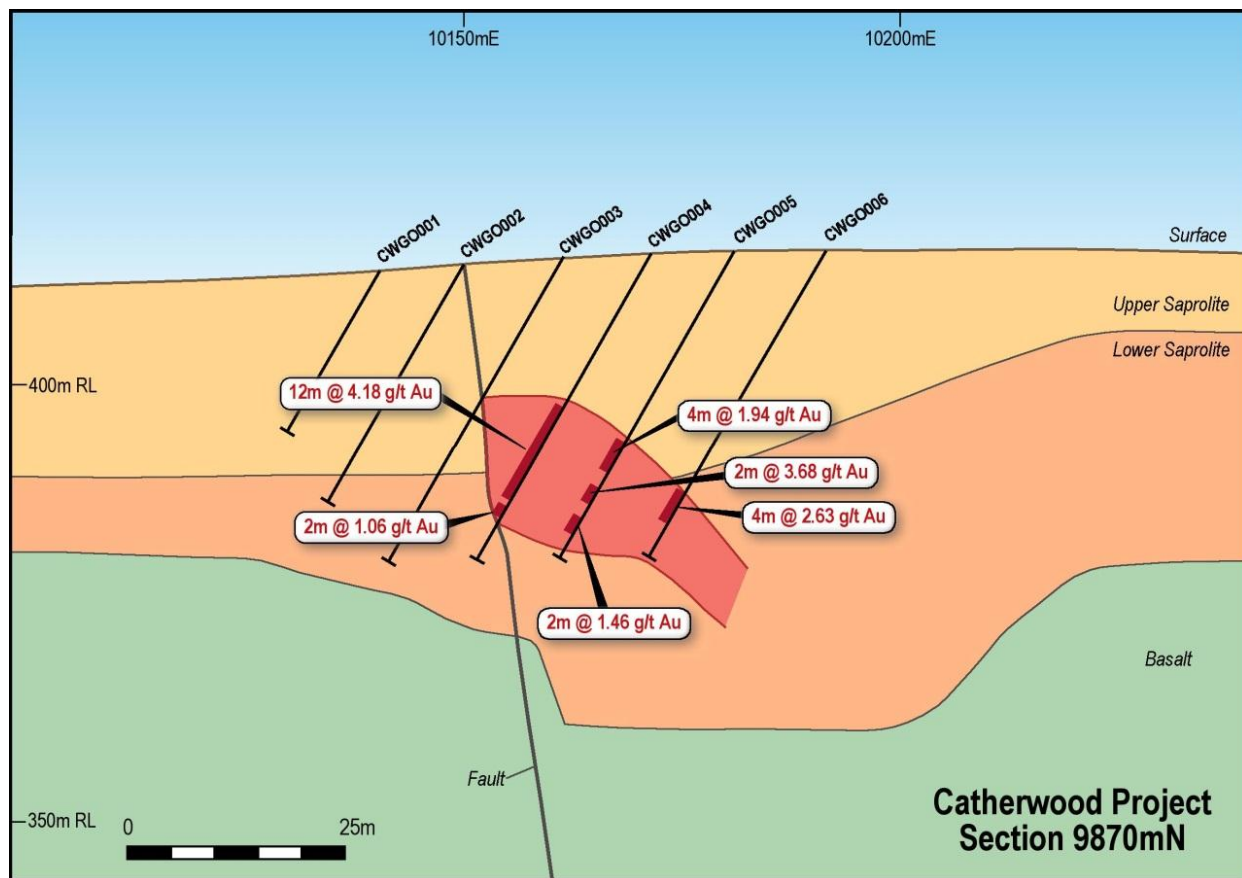 10150mE
10200mE
CWGO001
CWGO002
CWGO003
CWGO004
CWGO005
CWGO006
Surface
Upper Saprolite
Lower Saprolite
400m RL
12m @ 4.18 g/t Au
4m @ 1.94 g/t Au
2m @ 3.68 g/t Au
2m @ 1.06 g/t Au
4m @ 2.63 g/t Au
2m @ 1.46 g/t Au
Basalt
Fault
350m RL
0
25m
Catherwood Project
Section 9870mN